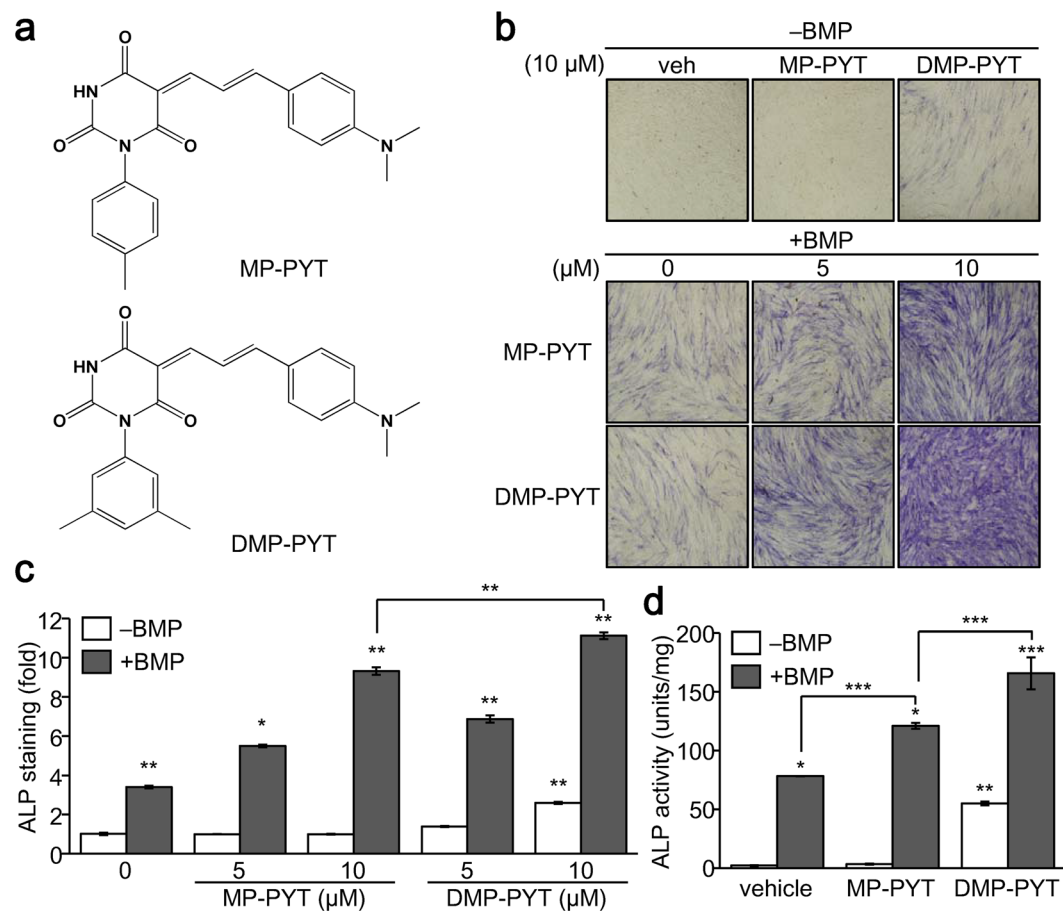 a
O
HN
O
N
O
N
MP-PYT
O
HN
O
N
O
N
DMP-PYT
b
–BMP
(10 µM) veh MP-PYT DMP-PYT
+BMP
(µM) 0 5 10
MP-PYT
DMP-PYT
c
ALP staining (fold)
12
10
8
6
4
2
0
–BMP
+BMP
** * ** ** ** **
**
0 5 10 5 10
MP-PYT (µM) DMP-PYT (µM)
d
ALP activity (units/mg)
200
150
100
50
0
–BMP
+BMP
***
***
* * ** ***
vehicle MP-PYT DMP-PYT